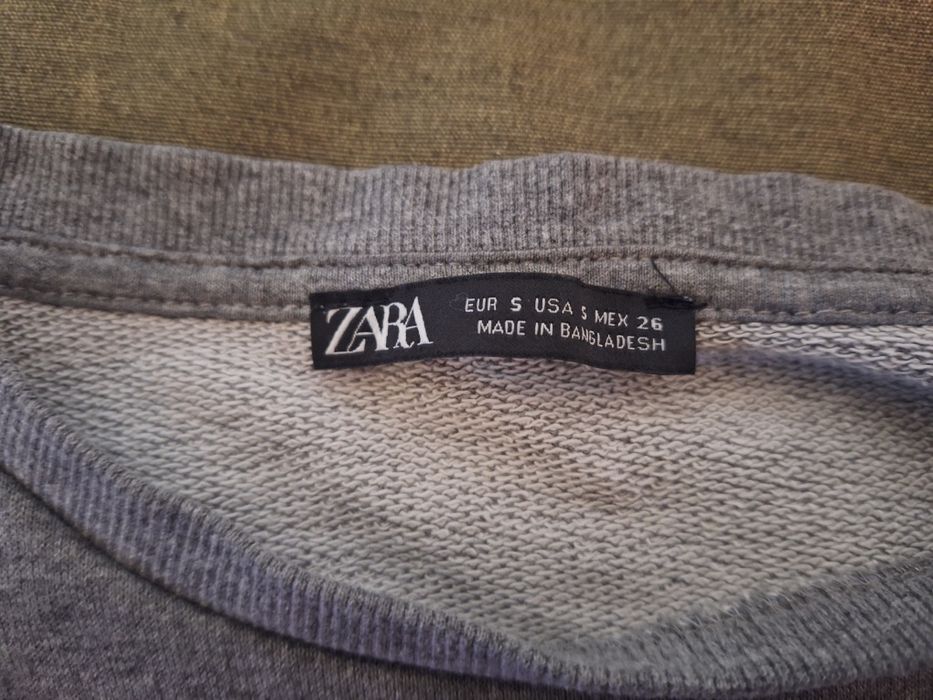 ZARA
EUR S USA S MEX 26
MADE IN BANGLADESH